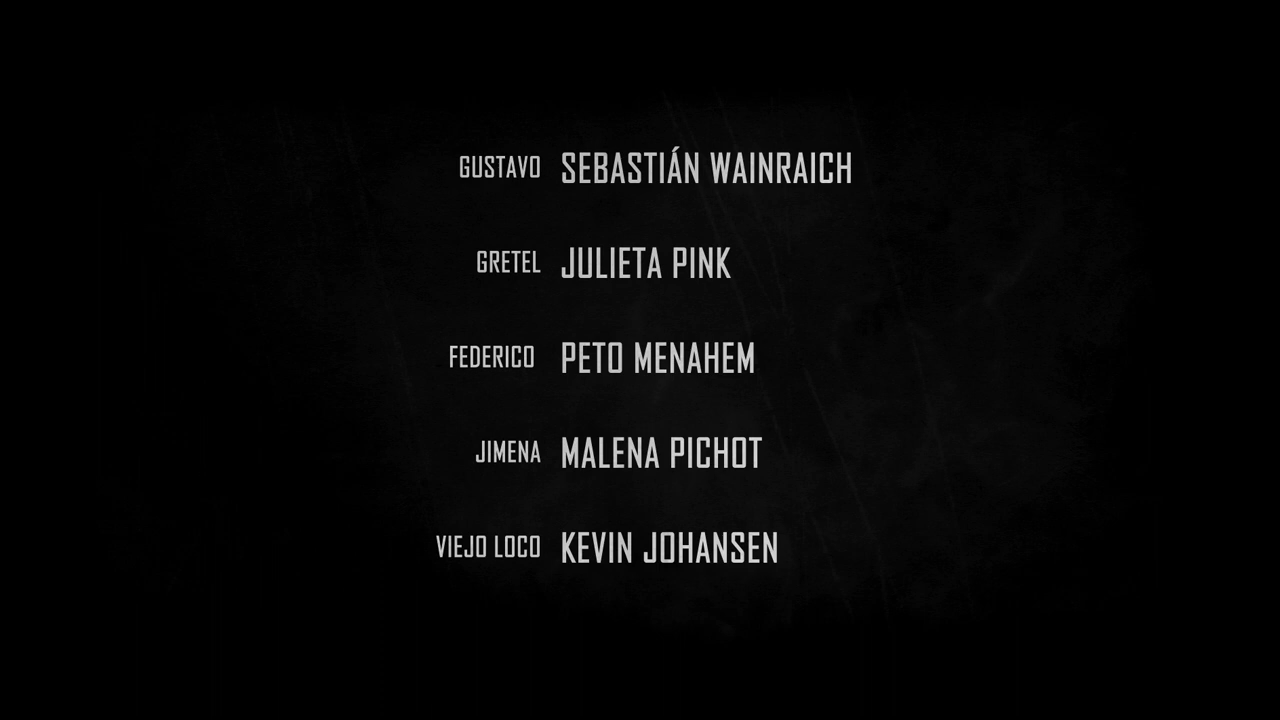 GUSTAVO SEBASTIÁN WAINRAICH
GRETEL JULIETA PINK
FEDERICO PETO MENAHEM
JIMENA MALENA PICHOT
VIEJO LOCO KEVIN JOHANSEN